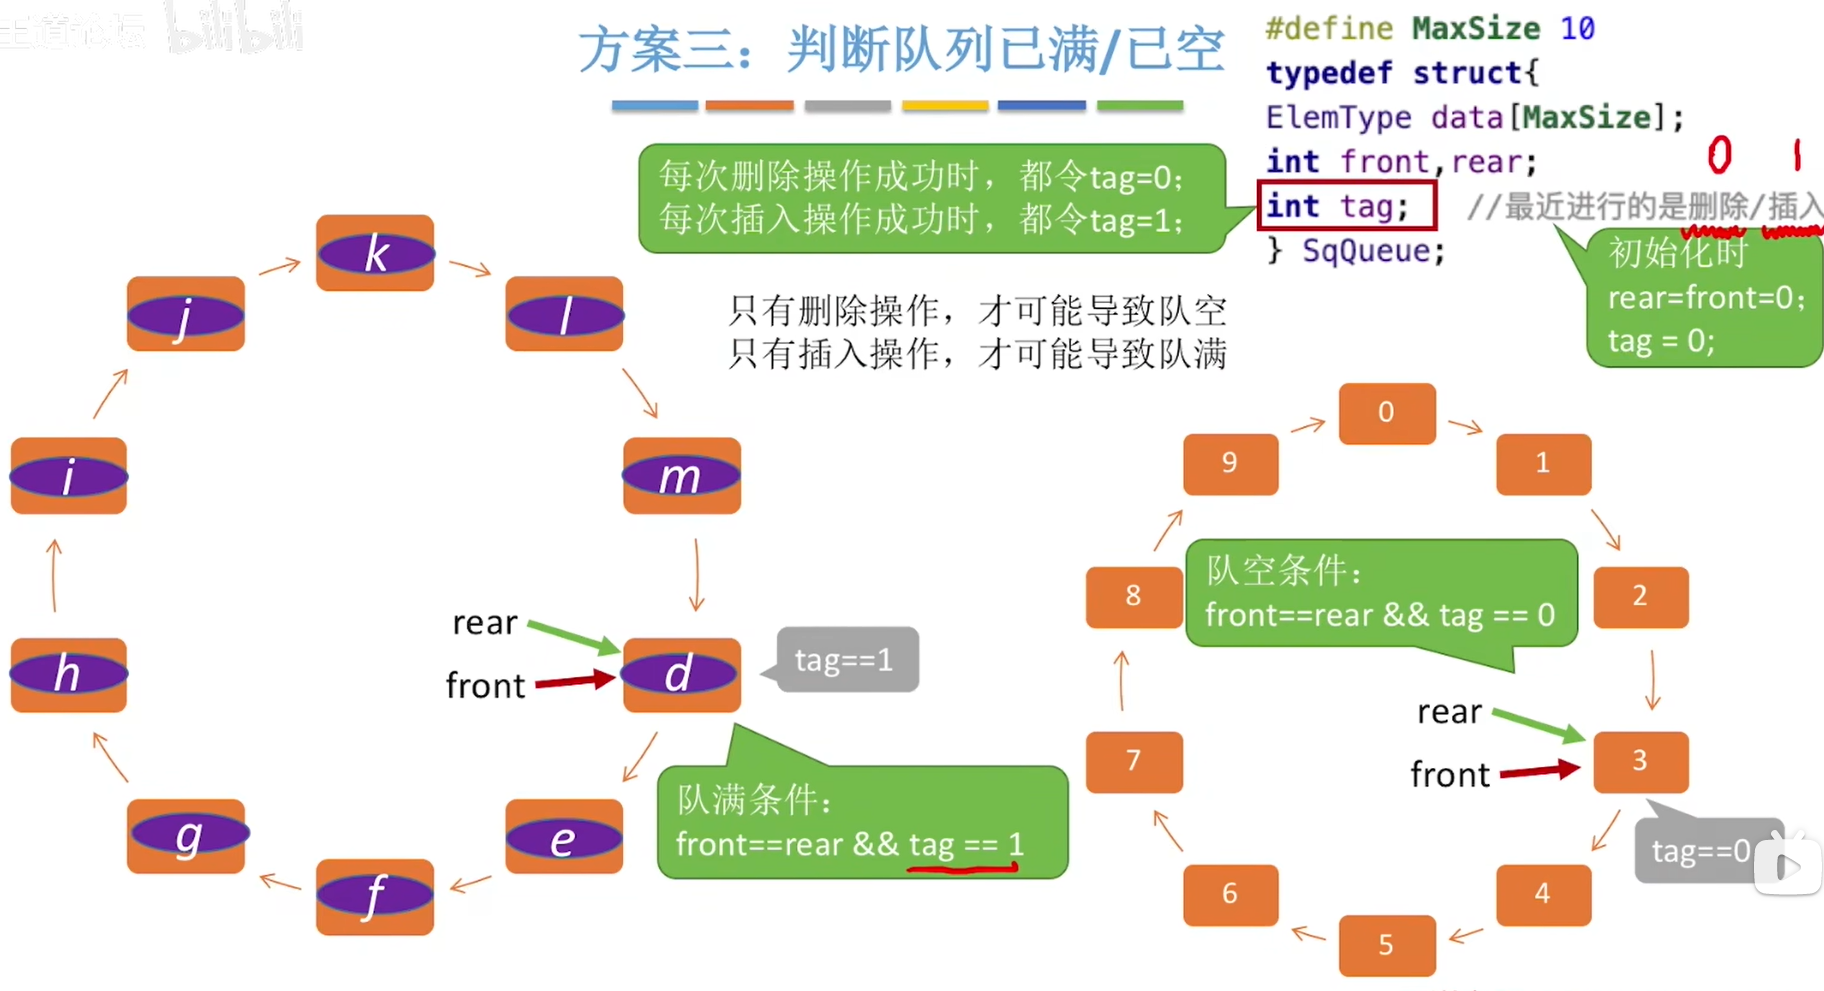 王道论坛 bilibili
方案三：判断队列已满/已空
#define MaxSize 10
typedef struct{
ElemType data[MaxSize];
int front,rear;
0 1
int tag; //最近进行的是删除/插入
} SqQueue;
每次删除操作成功时，都令tag=0；
每次插入操作成功时，都令tag=1；
初始化时
rear=front=0；
tag = 0;
只有删除操作，才可能导致队空
只有插入操作，才可能导致队满
k
j
l
i
m
h
d
g
e
f
rear
front
tag==1
队满条件：
front==rear && tag == 1
0
9
1
8
2
队空条件：
front==rear && tag == 0
7
3
rear
front
tag==0
6
4
5